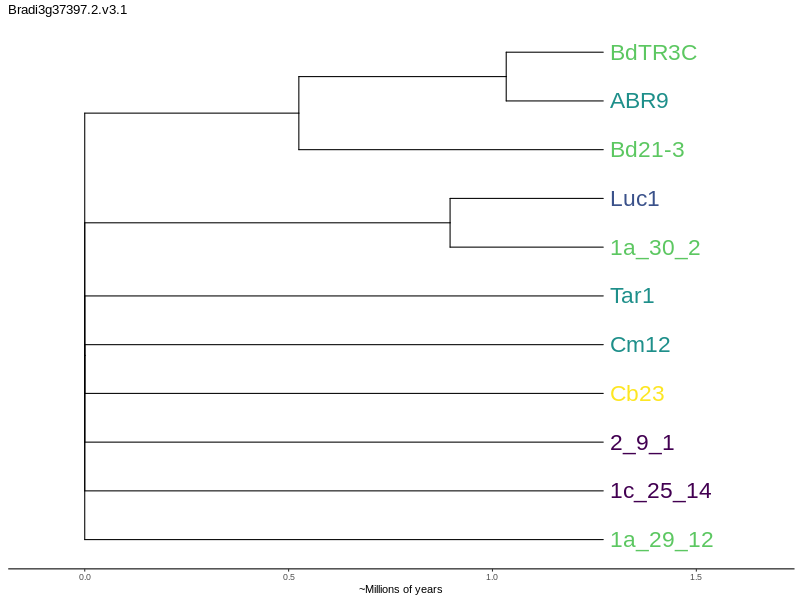 Bradi3g37397.2.v3.1
BdTR3C
ABR9
Bd21-3
Luc1
1a_30_2
Tar1
Cm12
Cb23
2_9_1
1c_25_14
1a_29_12
0.0 0.5 1.0 1.5
~Millions of years